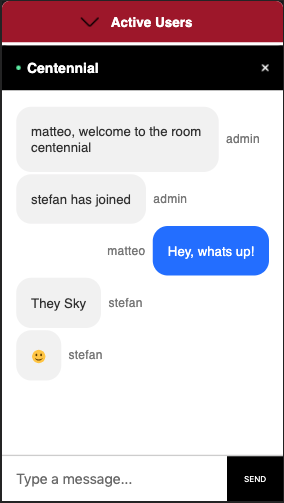 Active Users
Centennial
×
matteo, welcome to the room
centennial
admin
stefan has joined
admin
matteo
Hey, whats up!
They Sky
stefan
🙂
stefan
Type a message...
SEND